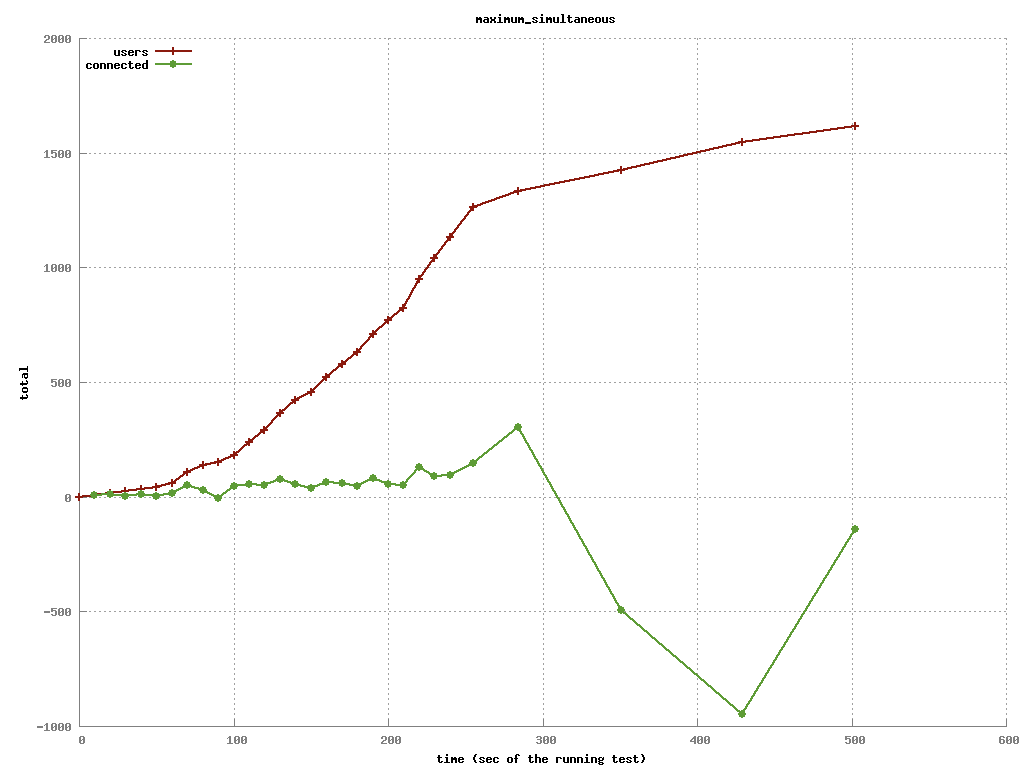 maximum_simultaneous
2000
users
connected
1500
1000
500
0
-500
-1000
total
0 100 200 300 400 500 600
time (sec of the running test)